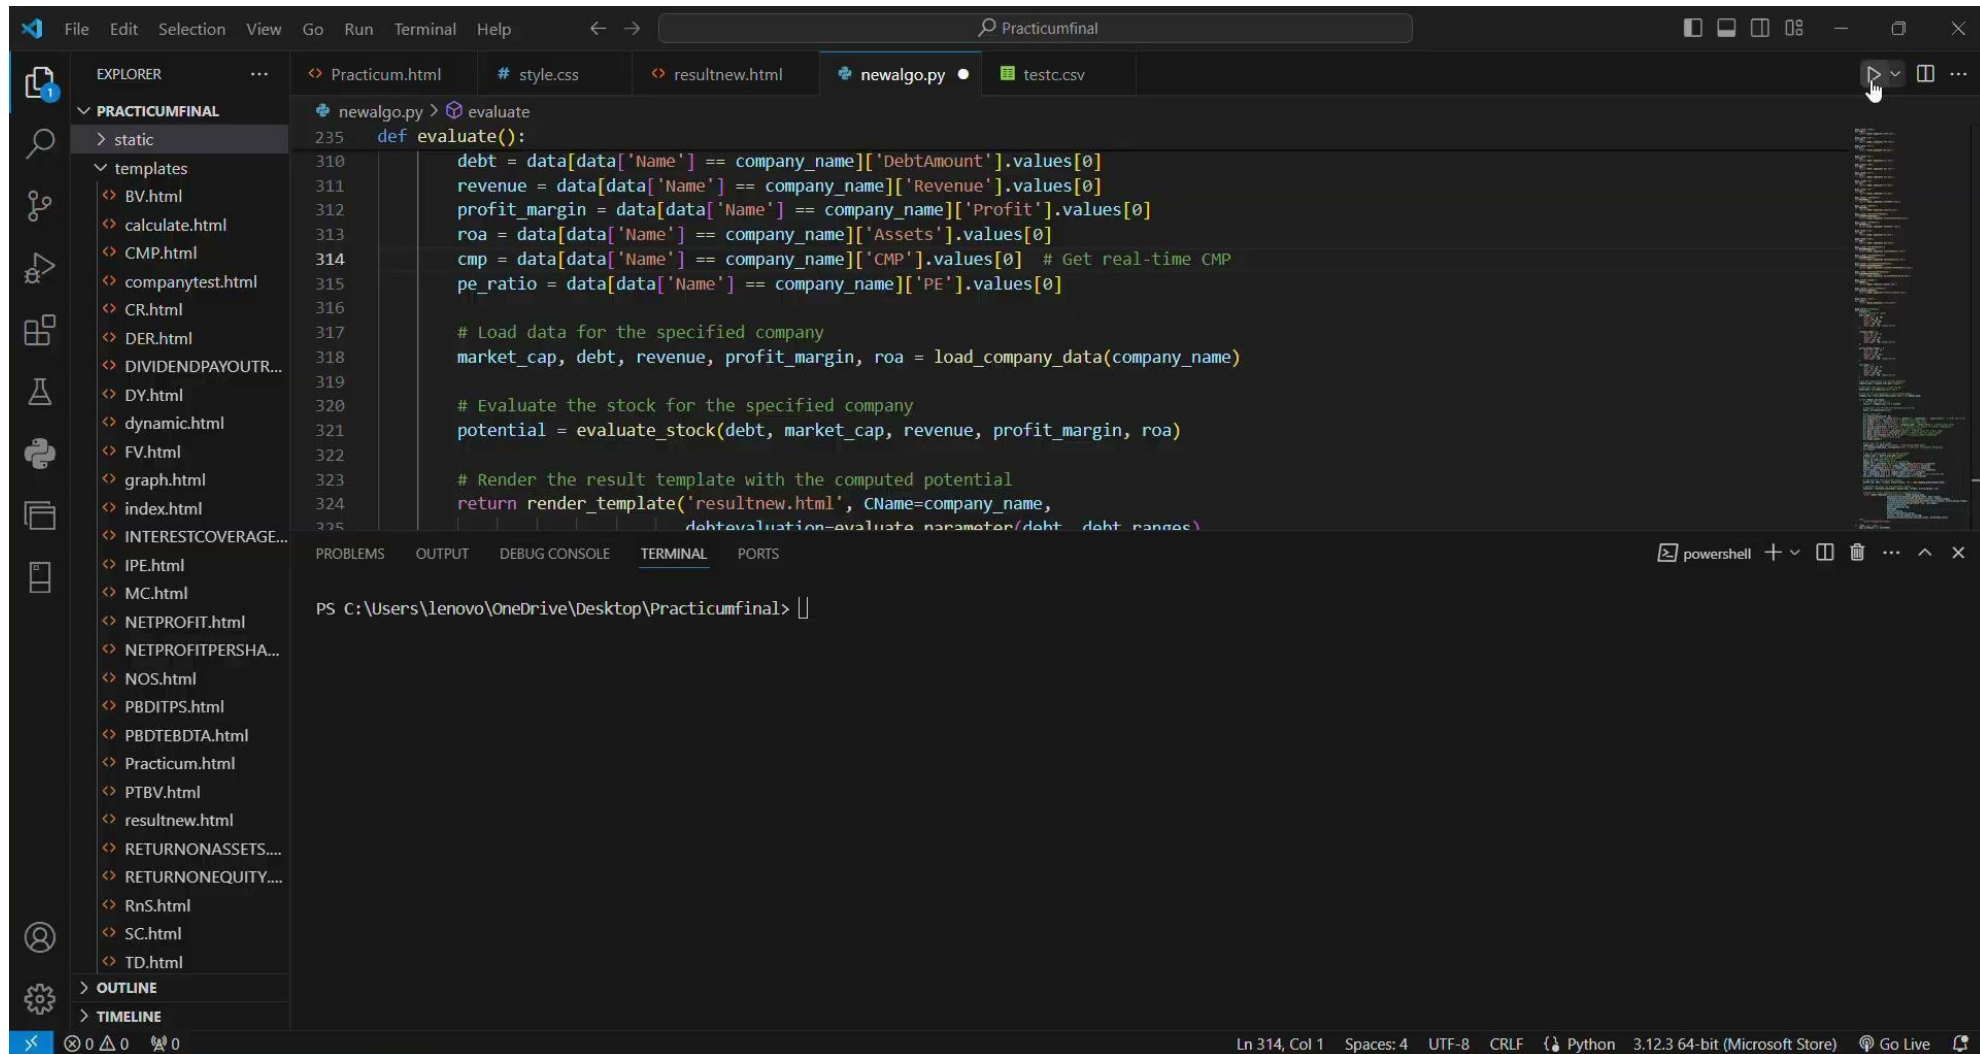 File Edit Selection View Go Run Terminal Help
Practicumfinal
EXPLORER
Practicum.html
style.css
resultnew.html
newalgo.py
testc.csv
1
PRACTICUMFINAL
newalgo.py > evaluate
static
235 def evaluate():
templates
310 debt = data[data['Name'] == company_name]['DebtAmount'].values[0]
BV.html
311 revenue = data[data['Name'] == company_name]['Revenue'].values[0]
calculate.html
312 profit_margin = data[data['Name'] == company_name]['Profit'].values[0]
CMP.html
313 roa = data[data['Name'] == company_name]['Assets'].values[0]
companytest.html
314 cmp = data[data['Name'] == company_name]['CMP'].values[0] # Get real-time CMP
CR.html
315 pe_ratio = data[data['Name'] == company_name]['PE'].values[0]
DER.html
316
317 # Load data for the specified company
DIVIDENDPAYOUTR...
318 market_cap, debt, revenue, profit_margin, roa = load_company_data(company_name)
DY.html
319
dynamic.html
320 # Evaluate the stock for the specified company
FV.html
321 potential = evaluate_stock(debt, market_cap, revenue, profit_margin, roa)
graph.html
322
index.html
323 # Render the result template with the computed potential
324 return render_template('resultnew.html', CName=company_name,
325 debtevaluation=evaluate_parameter(debt, debt_ranges)
INTERESTCOVERAGE...
PROBLEMS OUTPUT DEBUG CONSOLE TERMINAL PORTS
powershell
IPE.html
MC.html
PS C:\Users\lenovo\OneDrive\Desktop\Practicumfinal>
NETPROFIT.html
NETPROFITPERSHA...
NOS.html
PBDITPS.html
PBDTEBDTA.html
Practicum.html
PTBV.html
resultnew.html
RETURNONASSETS....
RETURNONEQUITY....
RnS.html
SC.html
TD.html
OUTLINE
TIMELINE
0 0 0
Ln 314, Col 1 Spaces: 4 UTF-8 CRLF Python 3.12.3 64-bit (Microsoft Store) Go Live